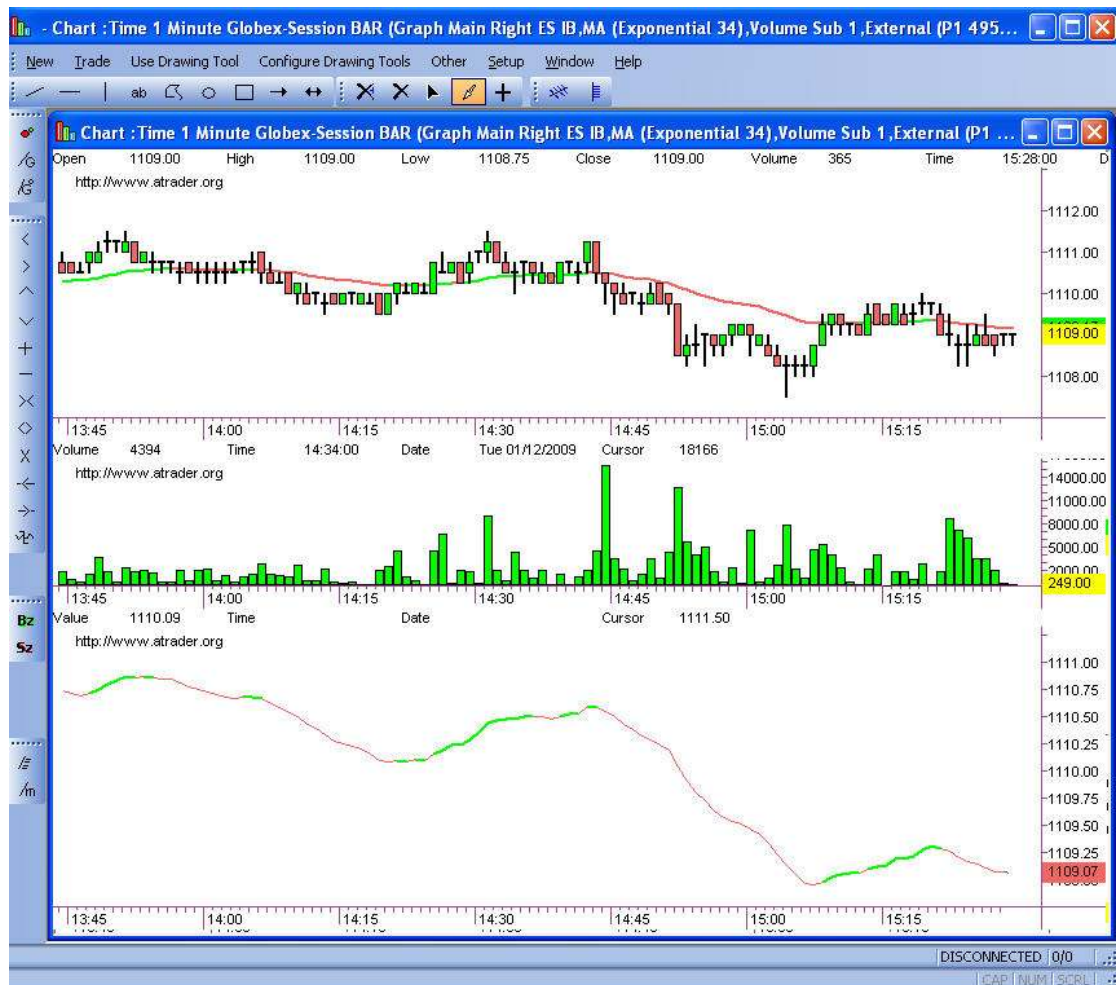 - Chart :Time 1 Minute Globex-Session BAR (Graph Main Right ES IB,MA (Exponential 34),Volume Sub 1,External (P1 495...
New Trade Use Drawing Tool Configure Drawing Tools Other Setup Window Help
ab
Chart :Time 1 Minute Globex-Session BAR (Graph Main Right ES IB,MA (Exponential 34),Volume Sub 1,External (P1 ...
Open 1109.00 High 1109.00 Low 1108.75 Close 1109.00 Volume 365 Time 15:28:00 D
http://www.atrader.org
1112.00
1111.00
1110.00
1109.00
1108.00
13:45 14:00 14:15 14:30 14:45 15:00 15:15
Volume 4394 Time 14:34:00 Date Tue 01/12/2009 Cursor 18166
http://www.atrader.org
14000.00
11000.00
8000.00
5000.00
2000.00
249.00
13:45 14:00 14:15 14:30 14:45 15:00 15:15
Value 1110.09 Time Date Cursor 1111.50
http://www.atrader.org
1111.00
1110.75
1110.50
1110.25
1110.00
1109.75
1109.50
1109.25
1109.07
13:45 14:00 14:15 14:30 14:45 15:00 15:15
Bz
Sz
/m
DISCONNECTED 0/0
CAP NUM SCRL